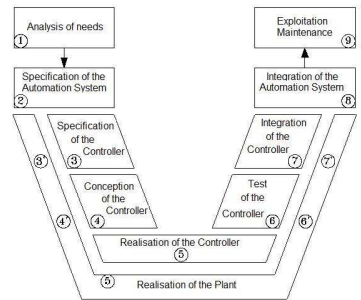 Analysis of needs
1
Exploitation
Maintenance
9
Specification of the
Automation System
2
Integration of the
Automation System
8
Specification
of the
Controller
3
Integration
of the
Controller
7
3'
7'
Conception
of the
Controller
4
Test
of the
Controller
6
4'
6'
Realisation of the Controller
5
5
Realisation of the Plant